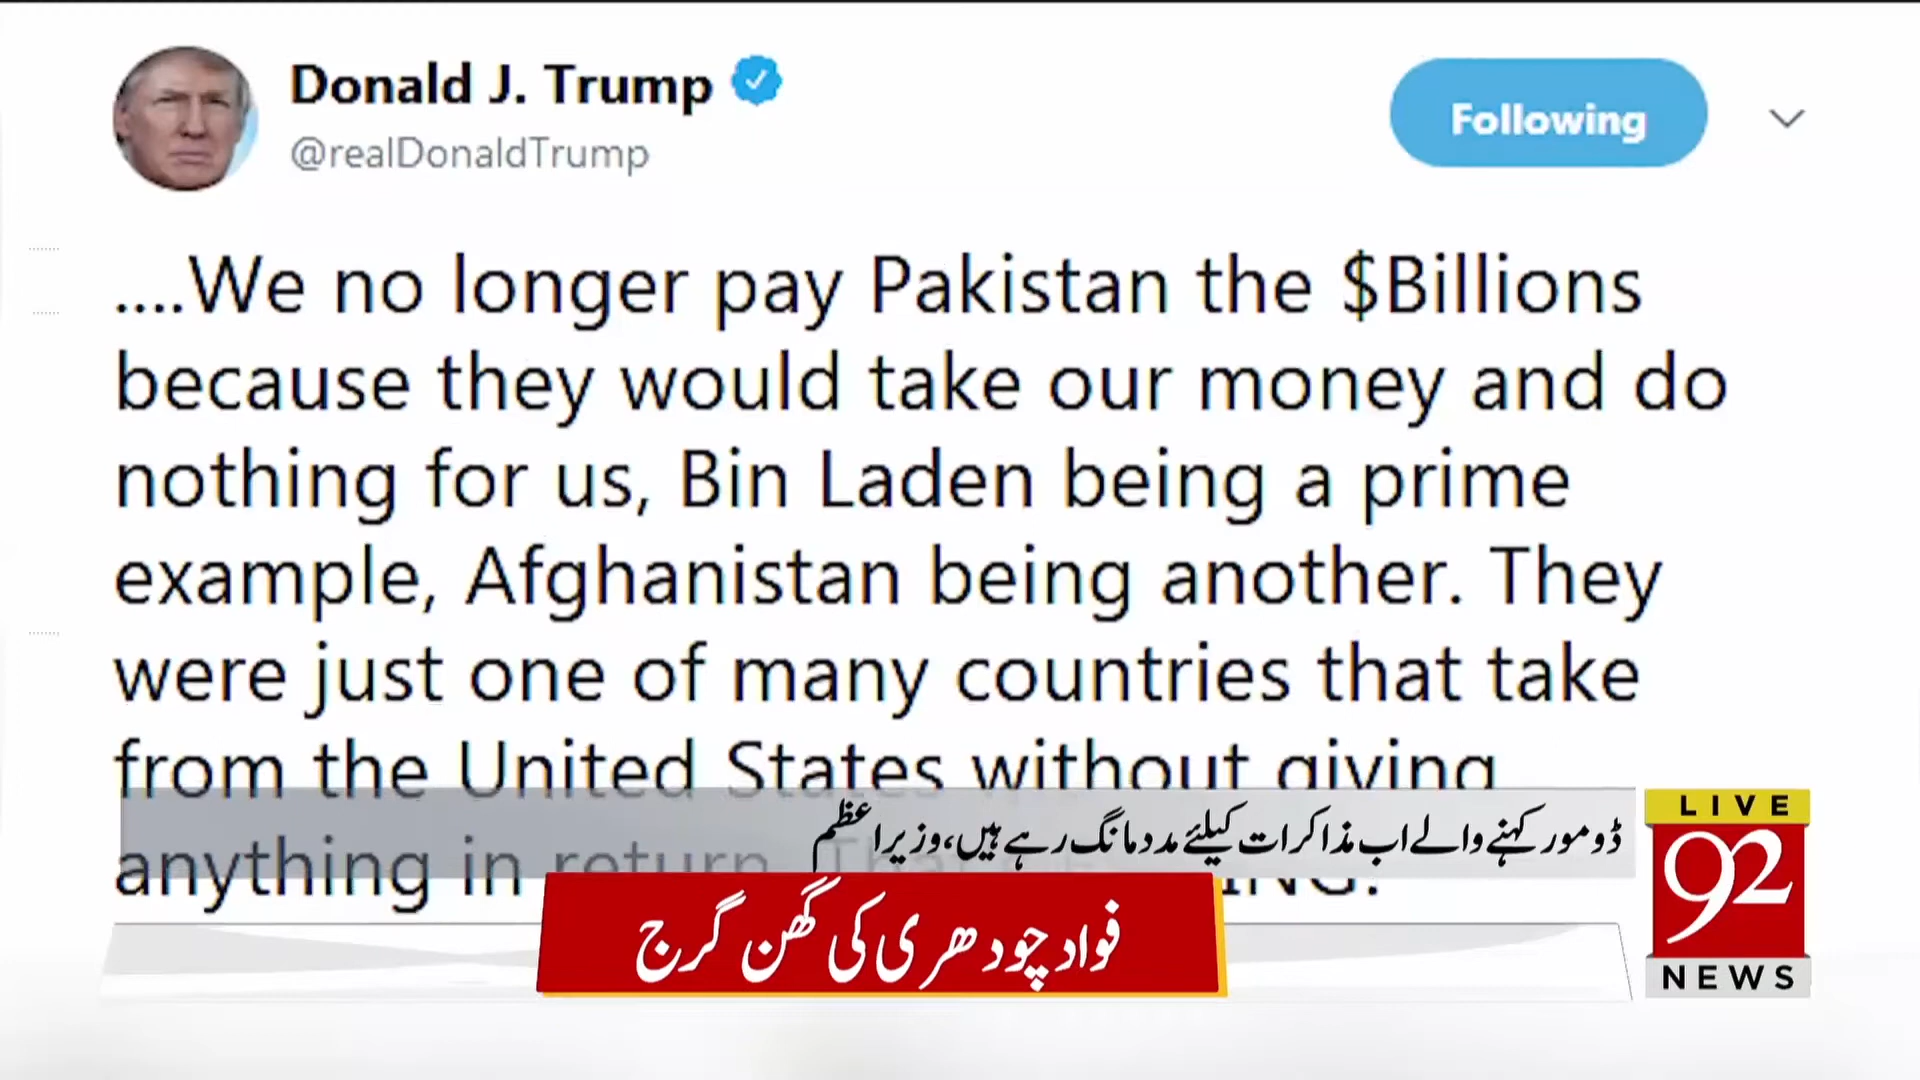 Donald J. Trump
@realDonaldTrump
Following
....We no longer pay Pakistan the $Billions
because they would take our money and do
nothing for us, Bin Laden being a prime
example, Afghanistan being another. They
were just one of many countries that take
from the United States without giving
anything in return.
ڈومور کہنے والے اب مذاکرات کیلئے مدد مانگ رہے ہیں، وزیراعظم
فواد چودھری کی گھن گرج
LIVE
92
NEWS